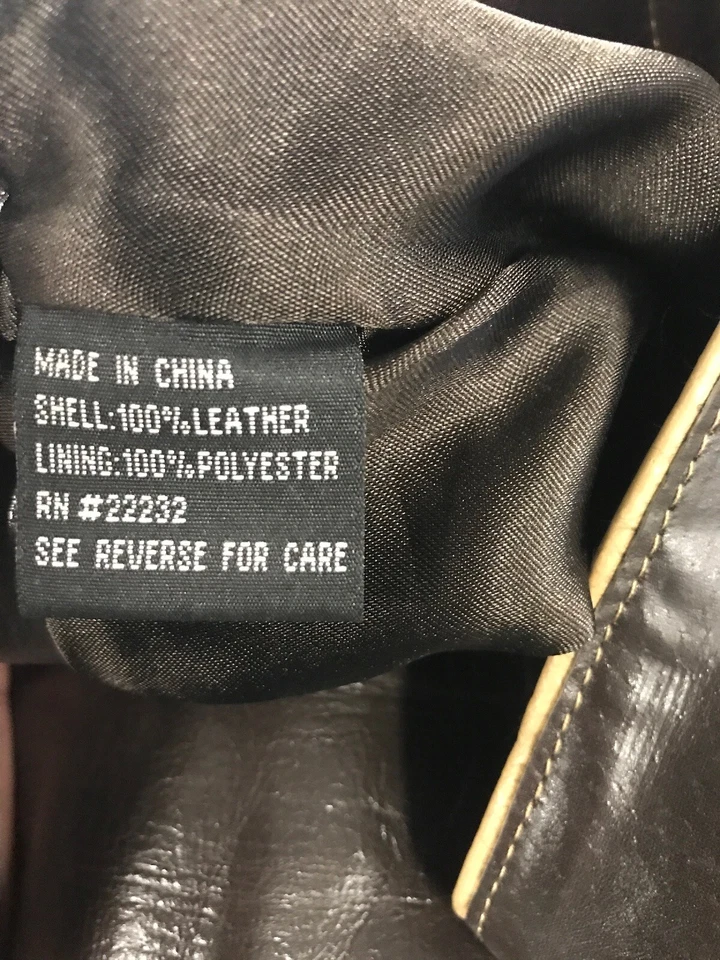 MADE IN CHINA
SHELL:100%LEATHER
LINING:100%POLYESTER
RN #22232
SEE REVERSE FOR CARE